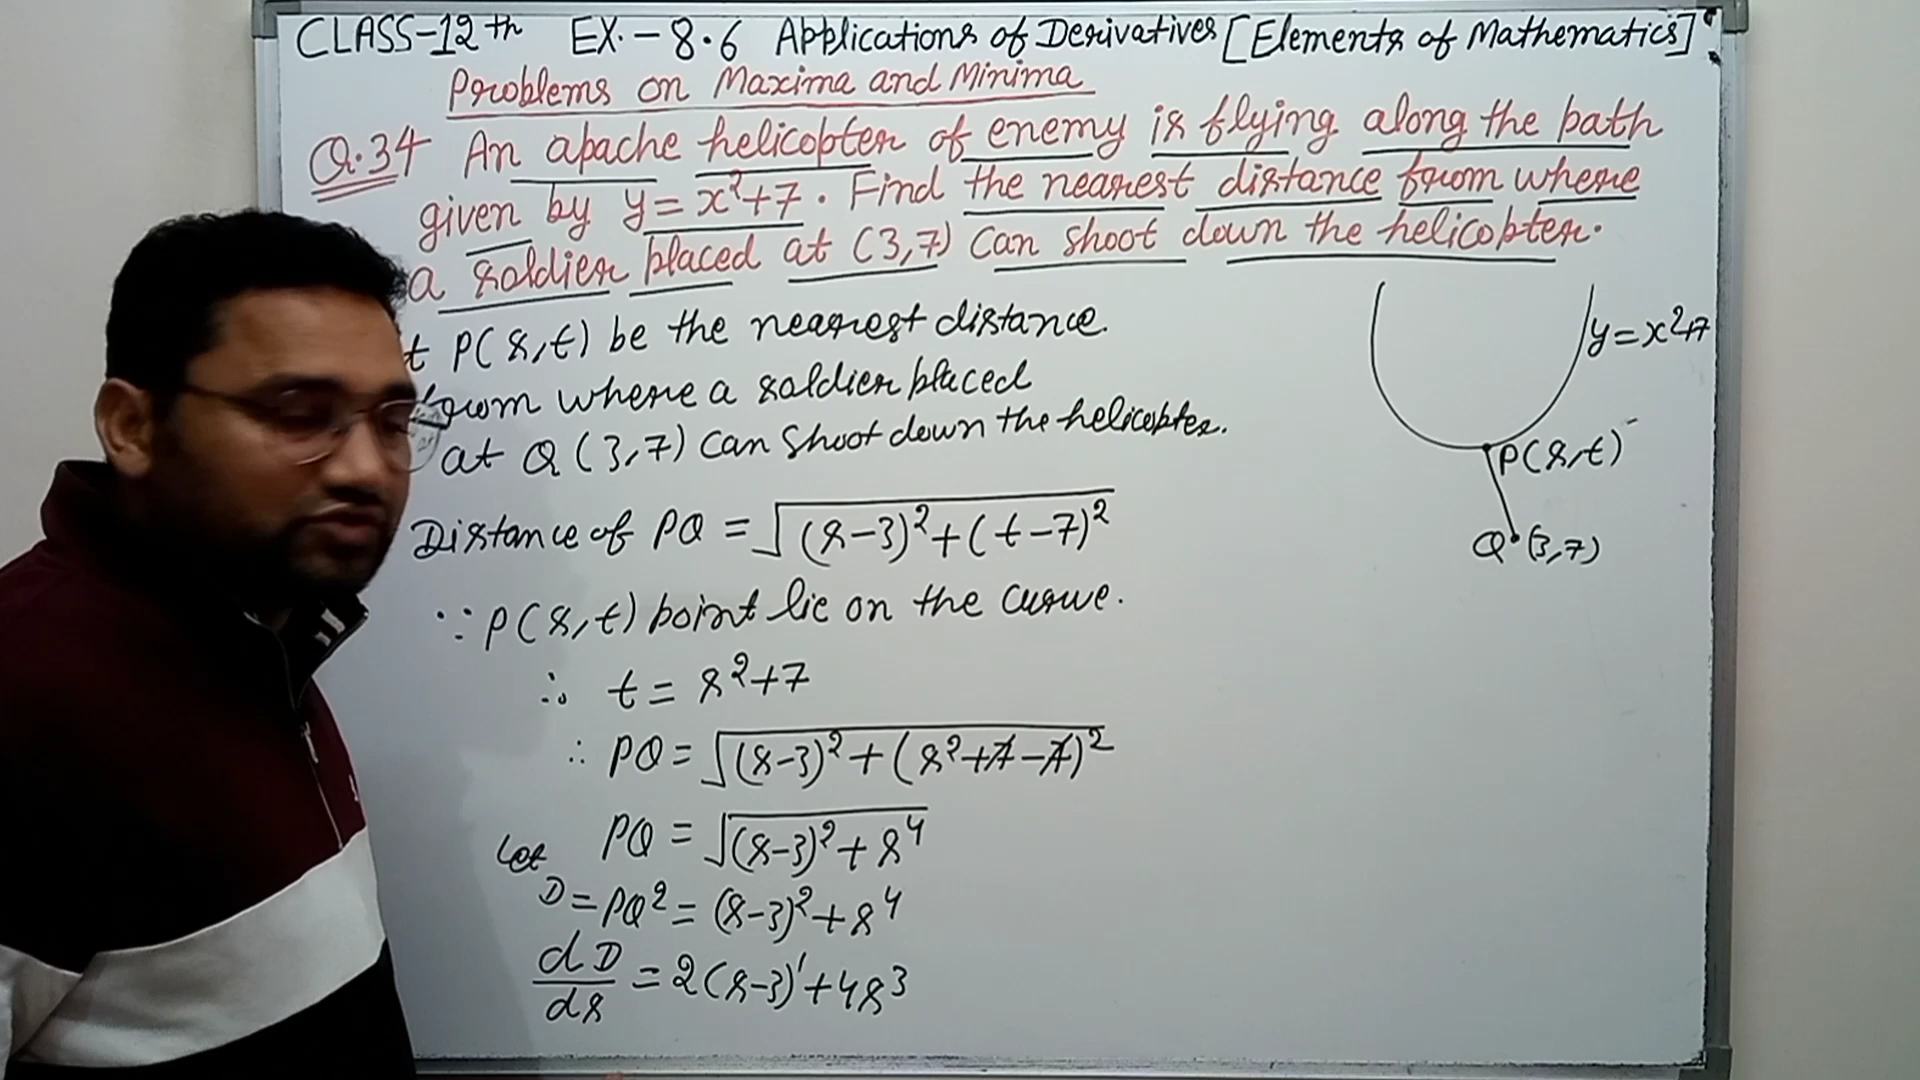 CLASS-12th EX.-8.6 Applications of Derivatives [Elements of Mathematics]
Problems on Maxima and Minima
Q.34 An apache helicopter of enemy is flying along the path
given by y = x²+7. Find the nearest distance from where
a soldier placed at (3,7) can shoot down the helicopter.
t P(s,t) be the nearest distance.
from where a soldier placed
at Q(3,7) can shoot down the helicopter.
Distance of PQ = √((s-3)²+(t-7)²)
∵ P(s,t) point lie on the curve.
∴ t = s²+7
∴ PQ = √((s-3)²+(s²+7-7)²)
PQ = √((s-3)²+s⁴)
Let
D = PQ² = (s-3)²+s⁴
dD/ds = 2(s-3)'+4s³
y=x²+7
P(s,t)
Q (3,7)